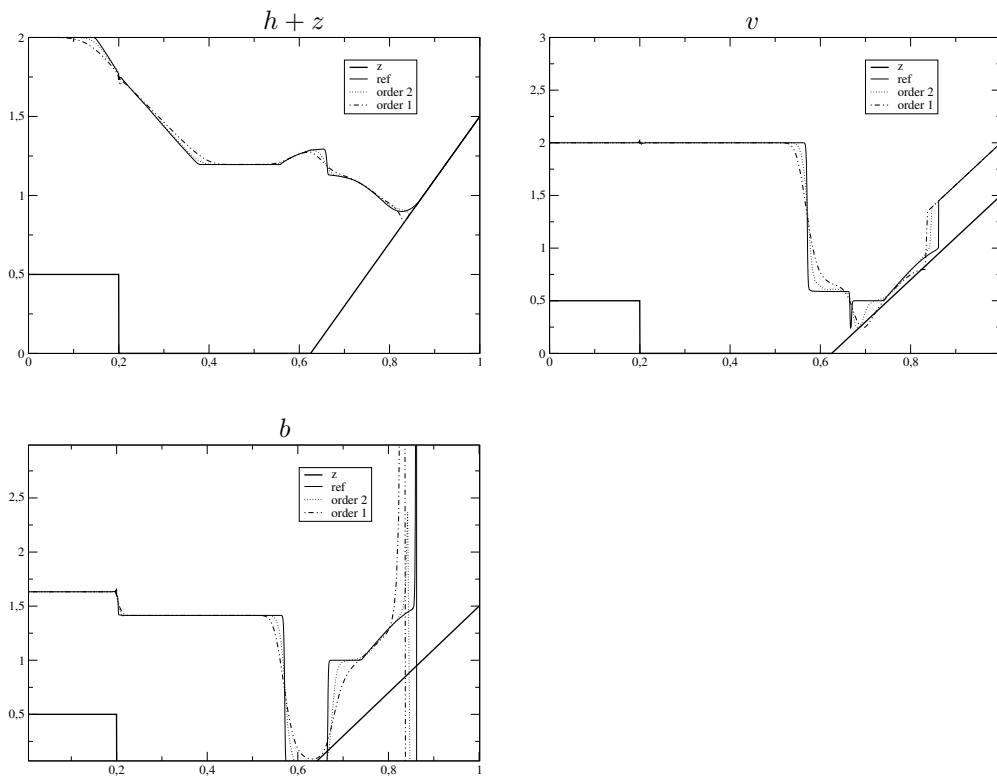 h + z
2
1,5
1
0,5
0
0 0,2 0,4 0,6 0,8 1
z
ref
order 2
order 1
v
3
2,5
2
1,5
1
0,5
0
0 0,2 0,4 0,6 0,8
z
ref
order 2
order 1
b
2,5
2
1,5
1
0,5
0,2 0,4 0,6 0,8 1
z
ref
order 2
order 1